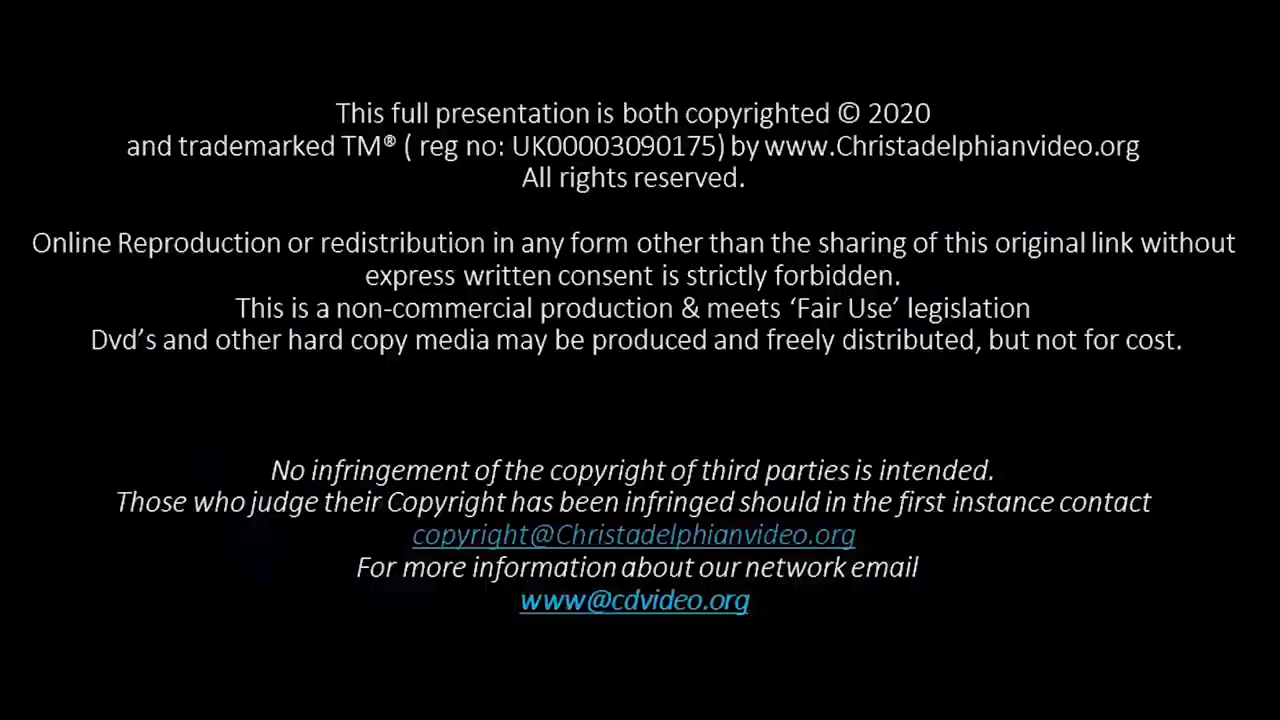 This full presentation is both copyrighted © 2020
and trademarked TM® ( reg no: UK00003090175) by www.Christadelphianvideo.org
All rights reserved.
Online Reproduction or redistribution in any form other than the sharing of this original link without
express written consent is strictly forbidden.
This is a non-commercial production & meets ‘Fair Use’ legislation
Dvd’s and other hard copy media may be produced and freely distributed, but not for cost.
No infringement of the copyright of third parties is intended.
Those who judge their Copyright has been infringed should in the first instance contact
copyright@Christadelphianvideo.org
For more information about our network email
www@cdvideo.org